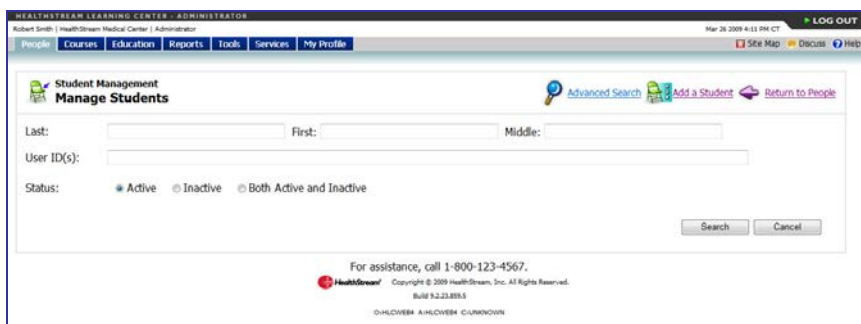 HEALTHSTREAM LEARNING CENTER - ADMINISTRATOR
LOG OUT
Robert Smith | HealthStream Medical Center | Administrator
Mar 26 2009 4:11 PM CT
People Courses Education Reports Tools Services My Profile
Site Map Discuss Help
Student Management
Manage Students
Advanced Search Add a Student Return to People
Last: First: Middle:
User ID(s):
Status: Active Inactive Both Active and Inactive
Search Cancel
For assistance, call 1-800-123-4567.
HealthStream Copyright © 2009 HealthStream, Inc. All Rights Reserved.
Build 9.2.23.859.5
O:HLCWEB4 A:HLCWEB4 C:UNKNOWN